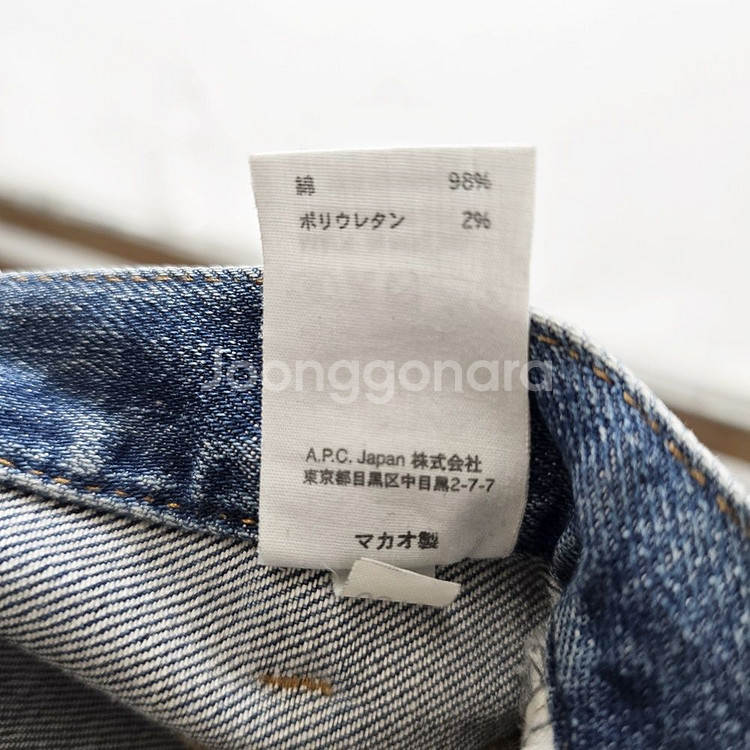 綿 98%
ポリウレタン 2%
Joonggonara
A.P.C. Japan 株式会社
東京都目黒区中目黒2-7-7
マカオ製